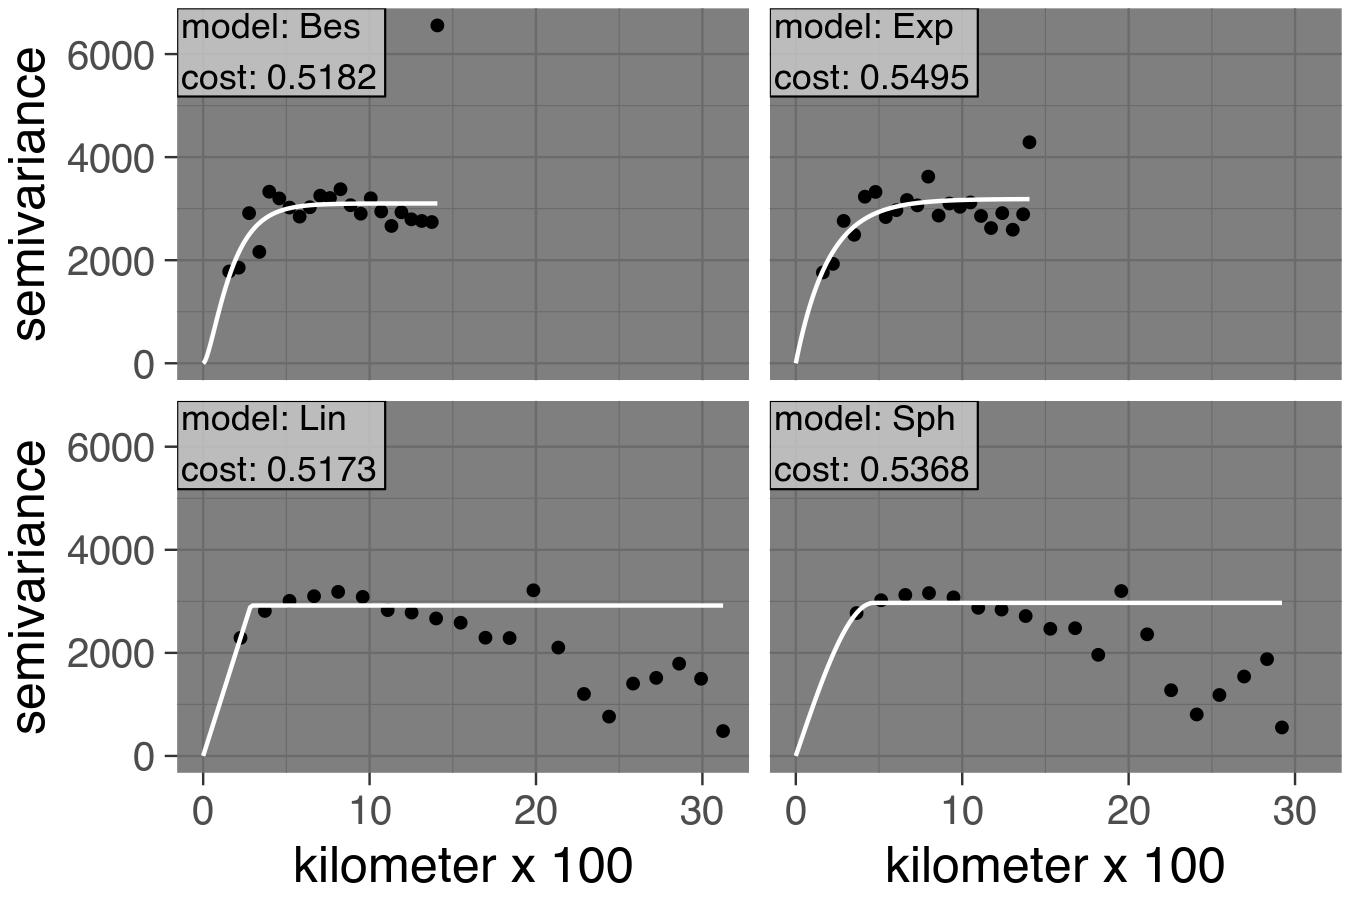 model: Bes
cost: 0.5182
model: Exp
cost: 0.5495
semivariance
6000
4000
2000
0
model: Lin
cost: 0.5173
model: Sph
cost: 0.5368
semivariance
6000
4000
2000
0
0 10 20 30
0 10 20 30
kilometer x 100
kilometer x 100